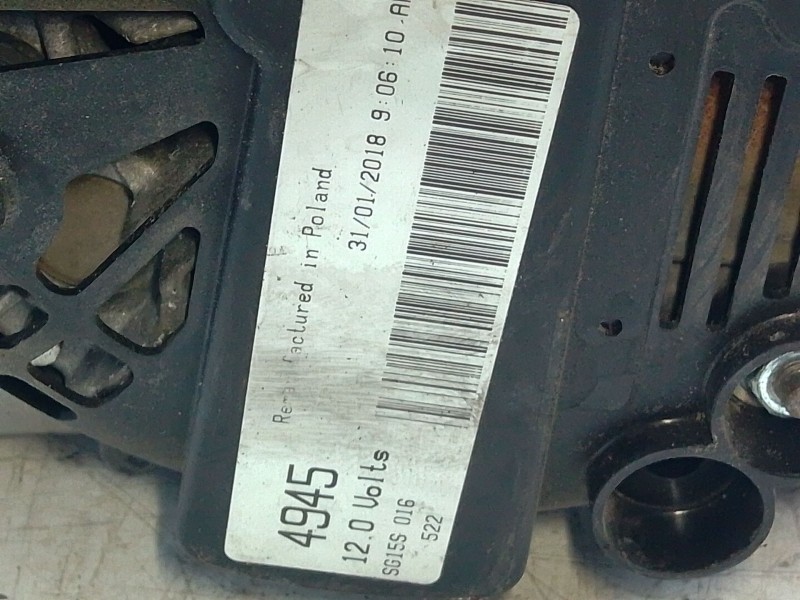 4945
in Poland
12.0 Volts
31/01/2018 9:06:10
SG15S 016
522